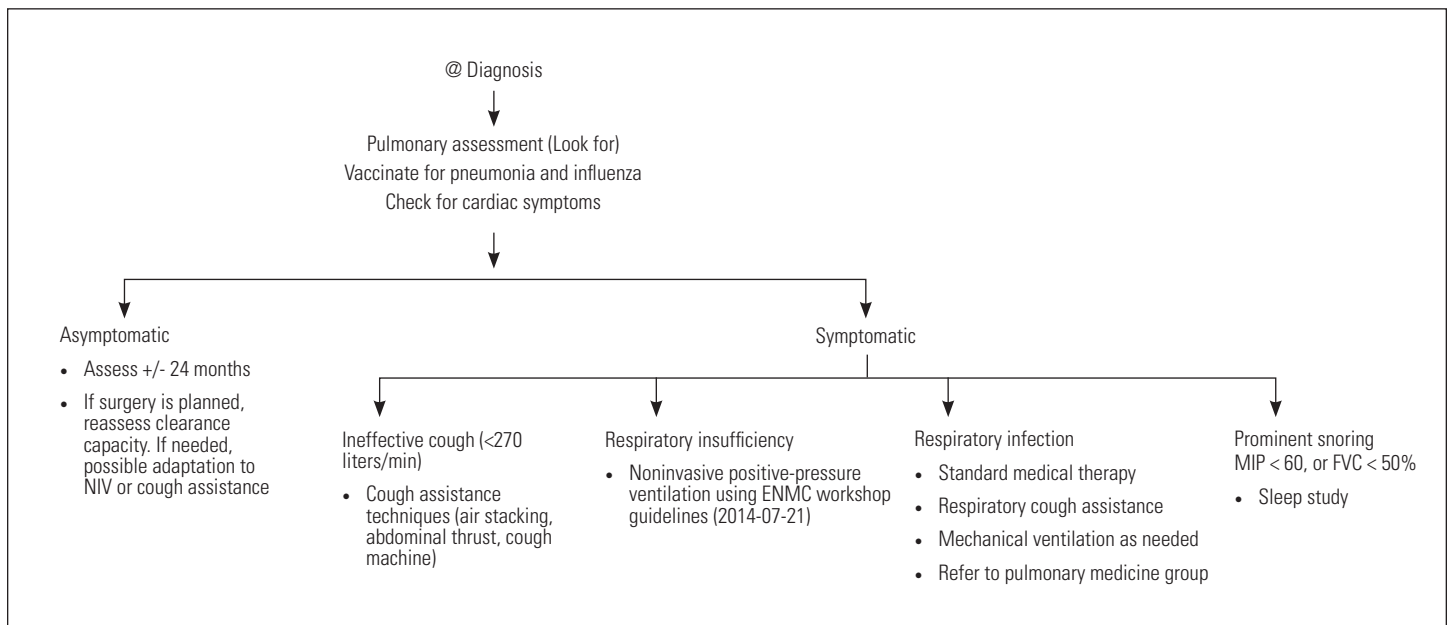 @ Diagnosis
Pulmonary assessment (Look for)
Vaccinate for pneumonia and influenza
Check for cardiac symptoms
Asymptomatic
• Assess +/- 24 months
• If surgery is planned,
reassess clearance
capacity. If needed,
possible adaptation to
NIV or cough assistance
Symptomatic
Ineffective cough (<270
liters/min)
• Cough assistance
techniques (air stacking,
abdominal thrust, cough
machine)
Respiratory insufficiency
• Noninvasive positive-pressure
ventilation using ENMC workshop
guidelines (2014-07-21)
Respiratory infection
• Standard medical therapy
• Respiratory cough assistance
• Mechanical ventilation as needed
• Refer to pulmonary medicine group
Prominent snoring
MIP < 60, or FVC < 50%
• Sleep study